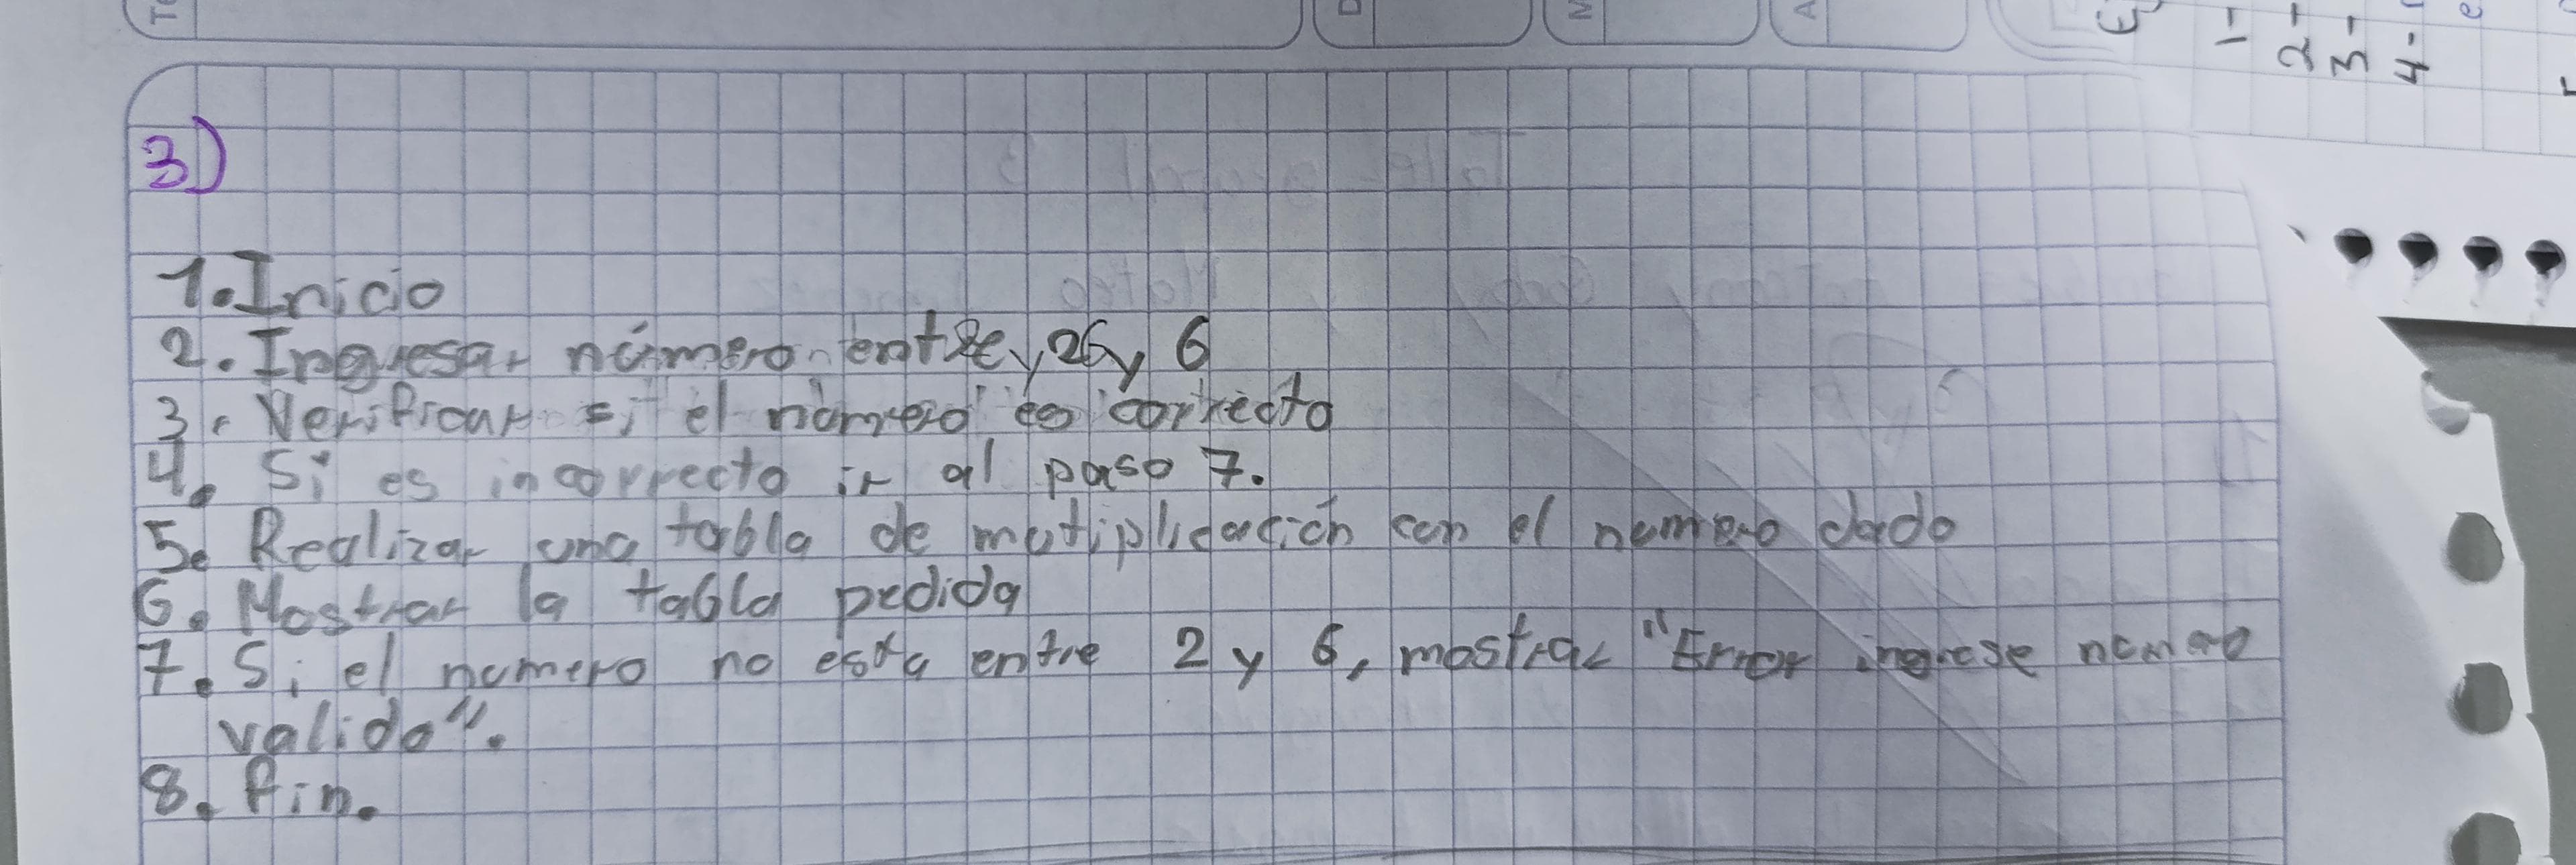 3)
1. Inicio
2. Ingresar número entre 2 y 6
3. Verificar si el número es correcto
4. Si es incorrecto ir al paso 7.
5. Realizar una tabla de mutiplicación con el numero dado
6. Mostrar la tabla pedida
7. Si el numero no esta entre 2 y 6, mostrar "Error ingrese numero
valido".
8. fin.
1-
2-
3-
4-